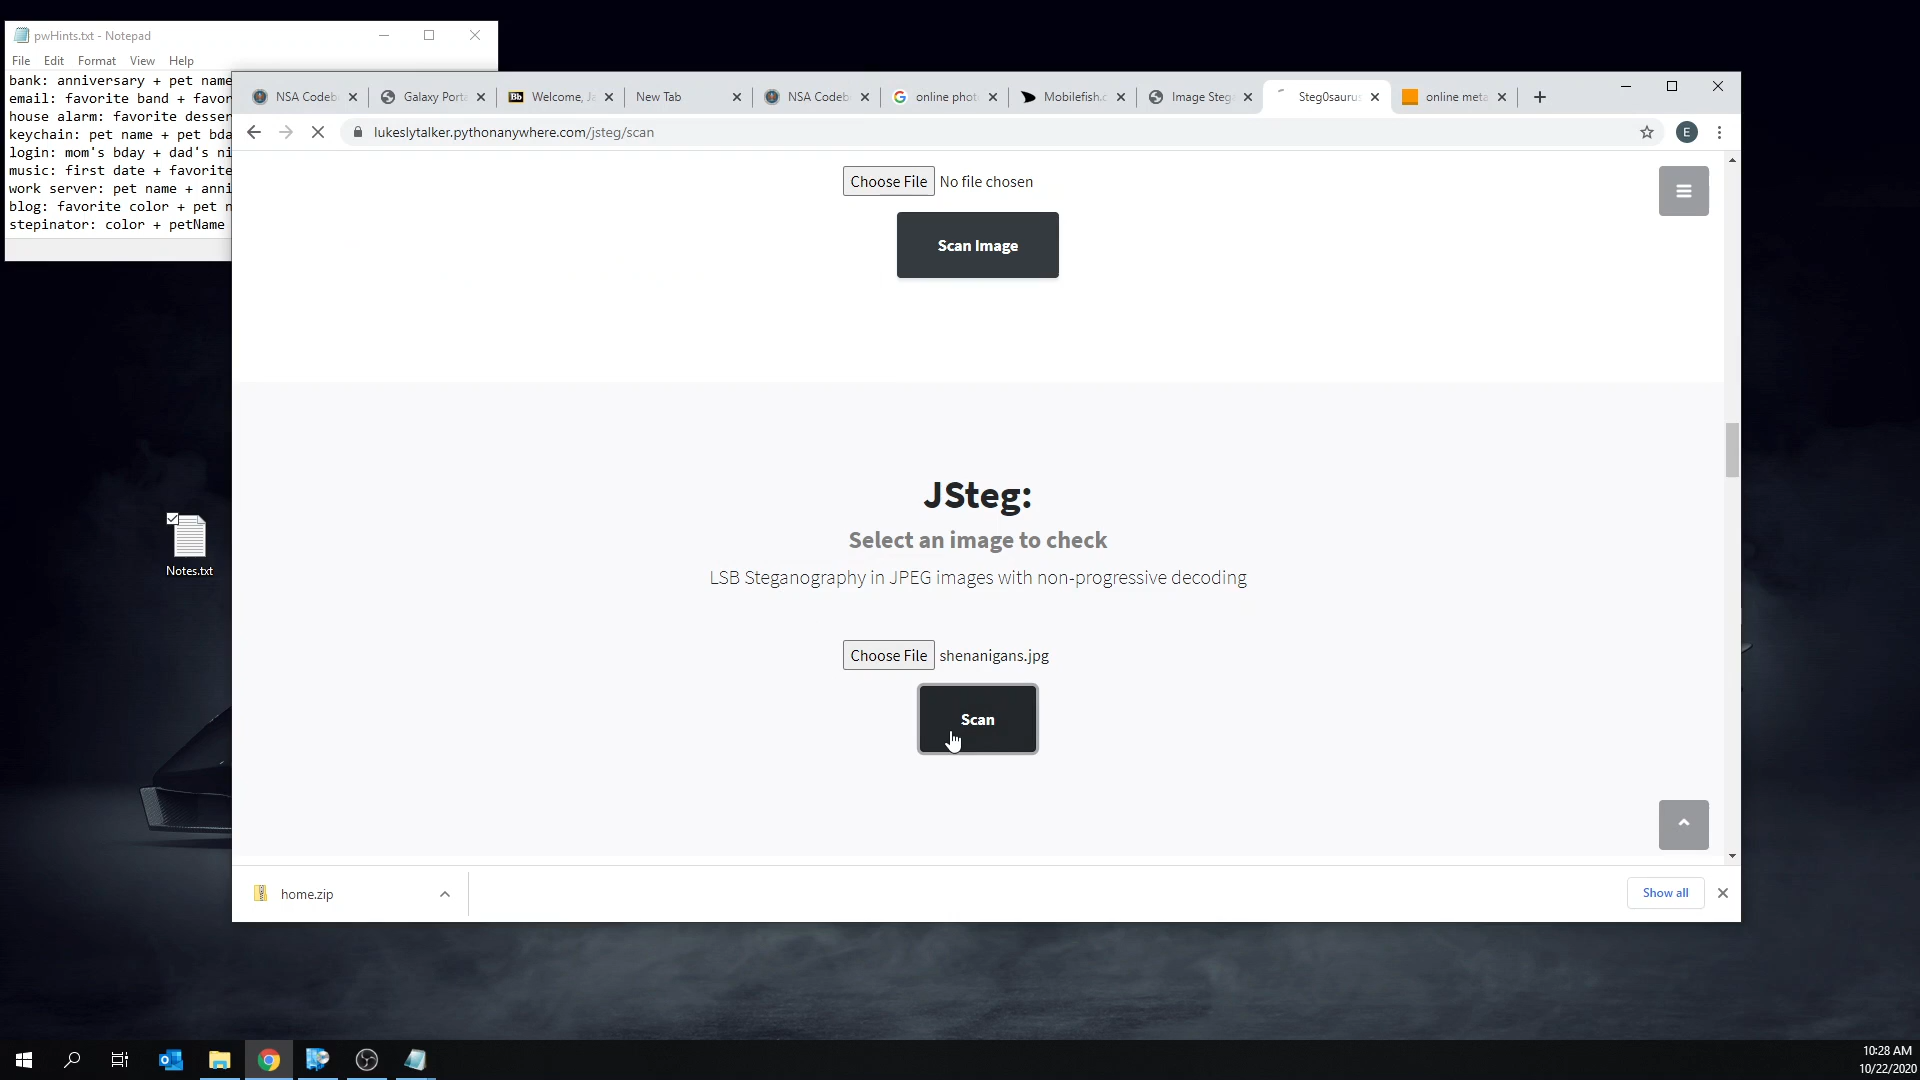 pwHints.txt - Notepad
File Edit Format View Help
bank: anniversary + pet name
email: favorite band + favor
house alarm: favorite desser
keychain: pet name + pet bda
login: mom's bday + dad's ni
music: first date + favorite
work server: pet name + anni
blog: favorite color + pet n
stepinator: color + petName
NSA Codeb
Galaxy Port
Bb Welcome, Ja
New Tab
NSA Codeb
online phot
Mobilefish.c
Image Steg
Steg0saurus
online meta
lukeslytalker.pythonanywhere.com/jsteg/scan
E
Choose File No file chosen
Scan Image
JSteg:
Select an image to check
LSB Steganography in JPEG images with non-progressive decoding
Choose File shenanigans.jpg
Scan
Notes.txt
home.zip
Show all
10:28 AM
10/22/2020